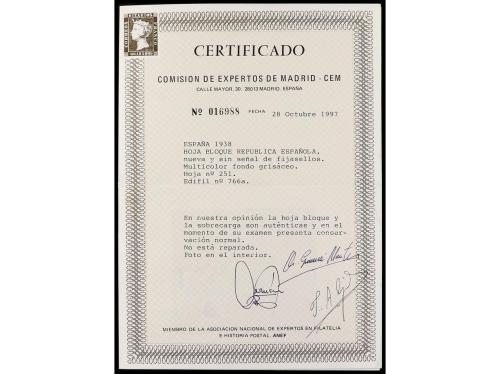 CERTIFICADO
COMISION DE EXPERTOS DE MADRID - CEM
CALLE MAYOR, 30. 28013 MADRID. ESPAÑA
Nº 016988 FECHA 28 Octubre 1997
ESPAÑA 1938
HOJA BLOQUE REPUBLICA ESPAÑOLA,
nueva y sin señal de fijasellos.
Multicolor fondo grisáceo.
Hoja nº 251.
Edifil nº 766a.
En nuestra opinión la hoja bloque y
la sobrecarga son auténticas y en el
momento de su examen presenta conser-
vación normal.
No está reparada.
Foto en el interior.
MIEMBRO DE LA ASOCIACION NACIONAL DE EXPERTOS EN FILATELIA
E HISTORIA POSTAL. ANEF